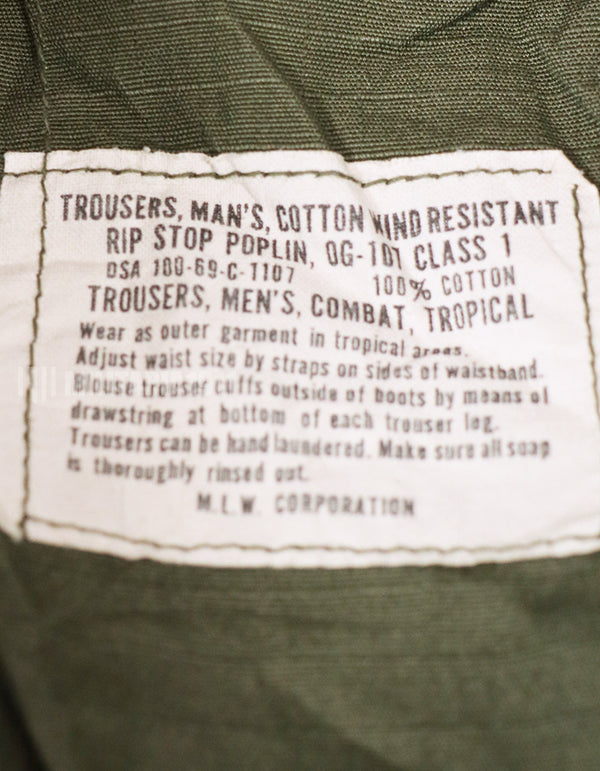 TROUSERS, MAN'S, COTTON WIND RESISTANT
RIP STOP POPLIN, OG-107 CLASS 1
DSA 100-69-C-1107 100% COTTON
TROUSERS, MEN'S, COMBAT, TROPICAL
Wear as outer garment in tropical areas.
Adjust waist size by straps on sides of waistband.
Blouse trouser cuffs outside of boots by means of
drawstring at bottom of each trouser leg.
Trousers can be hand laundered. Make sure all soap
is thoroughly rinsed out.
M.L.W. CORPORATION